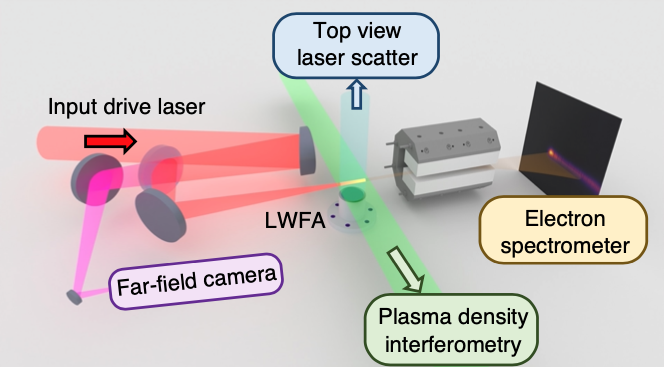 Top view
laser scatter
Input drive laser
LWFA
Electron
spectrometer
Far-field camera
Plasma density
interferometry